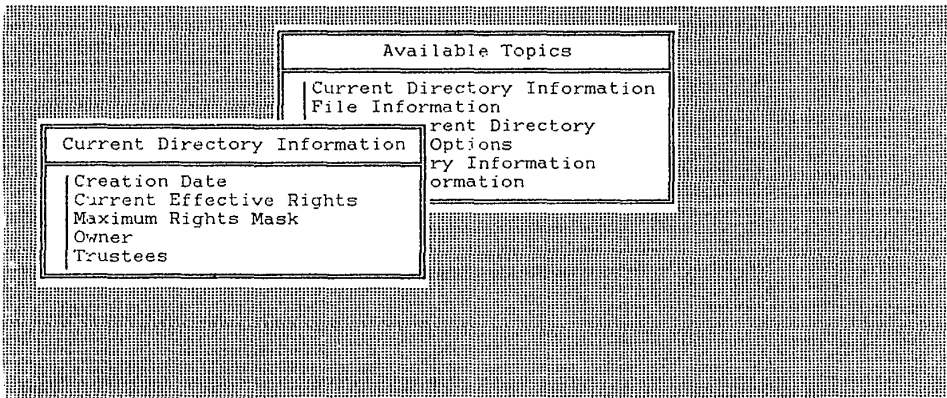 Available Topics
Current Directory Information
File Information
rent Directory
Options
ry Information
ormation
Current Directory Information
Creation Date
Current Effective Rights
Maximum Rights Mask
Owner
Trustees